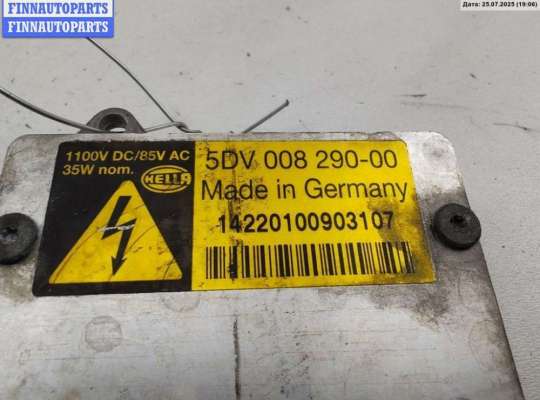 FINNAUTOPARTS
FINNAUTOPARTS
Дата: 25.07.2025 (19:06)
1100V DC/85V AC
35W nom.
HELLA
5DV 008 290-00
Made in Germany
14220100903107